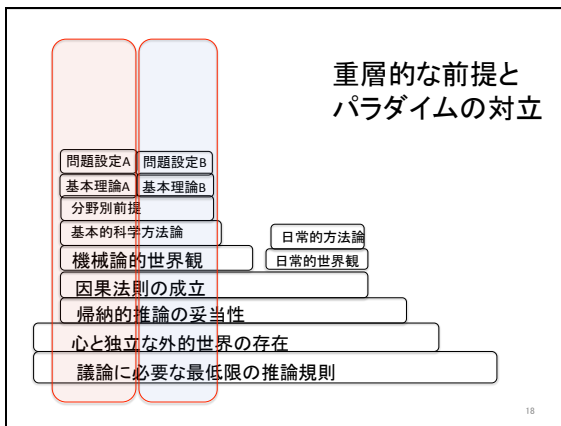 重層的な前提と
パラダイムの対立
問題設定A 問題設定B
基本理論A 基本理論B
分野別前提
基本的科学方法論 日常的方法論
機械論的世界観 日常的世界観
因果法則の成立
帰納的推論の妥当性
心と独立な外的世界の存在
議論に必要な最低限の推論規則
18